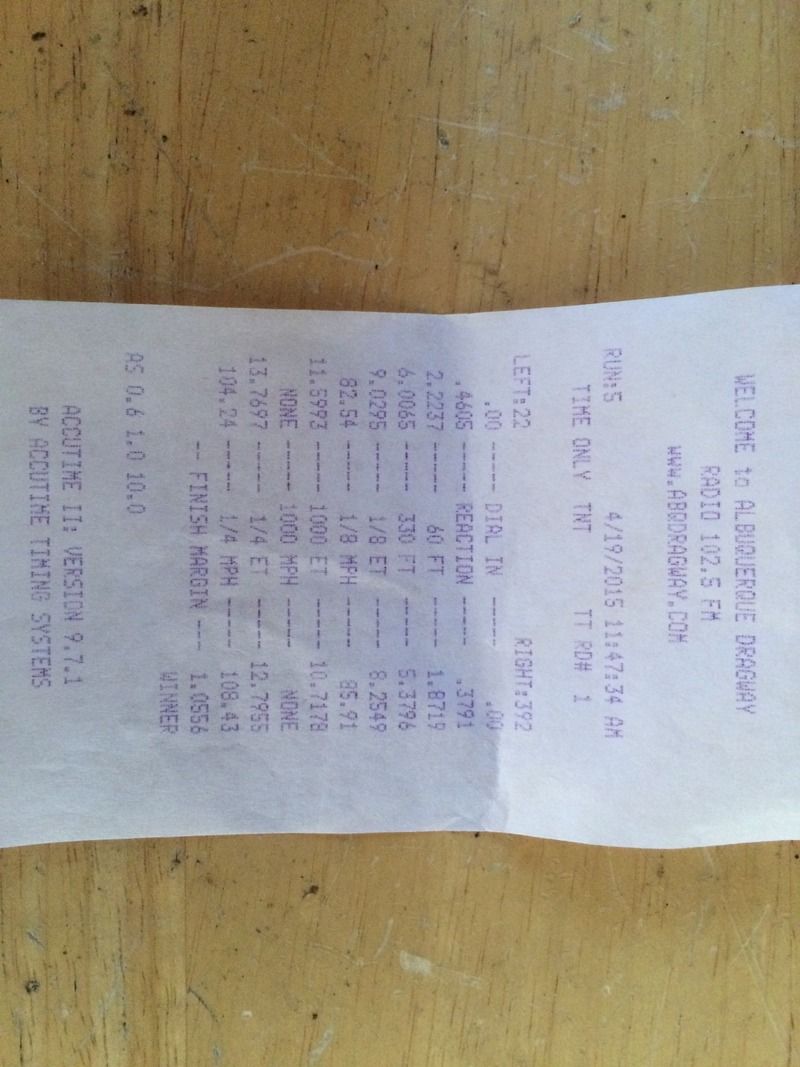 WELCOME to ALBUQUERQUE DRAGWAY
RADIO 102.5 FM
www.ABQDRAGWAY.COM
RUN:5 4/19/2015 11:47:34 AM
TIME ONLY TNT TT RD# 1
LEFT:22 RIGHT:392
.00 ----- DIAL IN ----- .00
.4605 ----- REACTION ----- .3791
2.2237 ----- 60 FT ----- 1.8719
6.0065 ----- 330 FT ----- 5.3796
9.0295 ----- 1/8 ET ----- 8.2549
82.54 ----- 1/8 MPH ----- 85.91
11.5993 ----- 1000 ET ----- 10.7178
NONE ----- 1000 MPH ----- NONE
13.7697 ----- 1/4 ET ----- 12.7955
104.24 ----- 1/4 MPH ----- 108.43
-- FINISH MARGIN --- 1.0556
WINNER
AS 0.6 1.0 10.0
ACCUTIME II: VERSION 9.7.1
BY ACCUTIME TIMING SYSTEMS